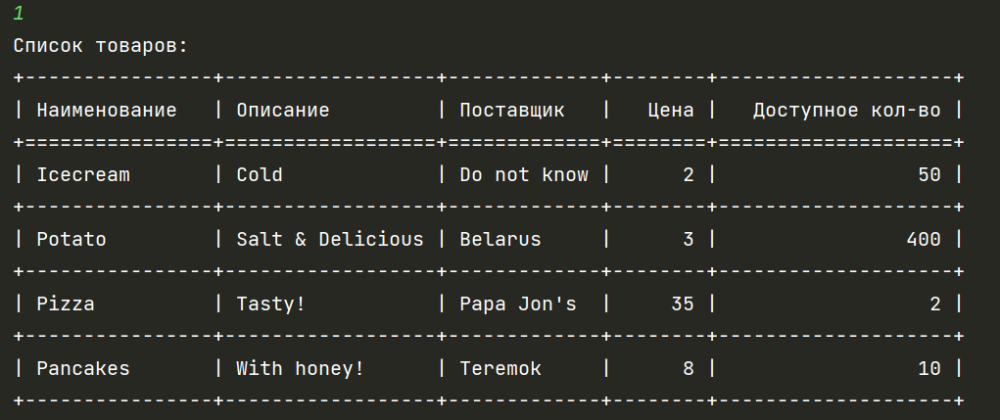 1
Список товаров:
+----------------+------------------+-------------+--------+--------------------+
| Наименование   | Описание         | Поставщик   |   Цена |   Доступное кол-во |
+================+==================+=============+========+====================+
| Icecream       | Cold             | Do not know |      2 |                 50 |
+----------------+------------------+-------------+--------+--------------------+
| Potato         | Salt & Delicious | Belarus     |      3 |                400 |
+----------------+------------------+-------------+--------+--------------------+
| Pizza          | Tasty!           | Papa Jon's  |     35 |                  2 |
+----------------+------------------+-------------+--------+--------------------+
| Pancakes       | With honey!      | Teremok     |      8 |                 10 |
+----------------+------------------+-------------+--------+--------------------+